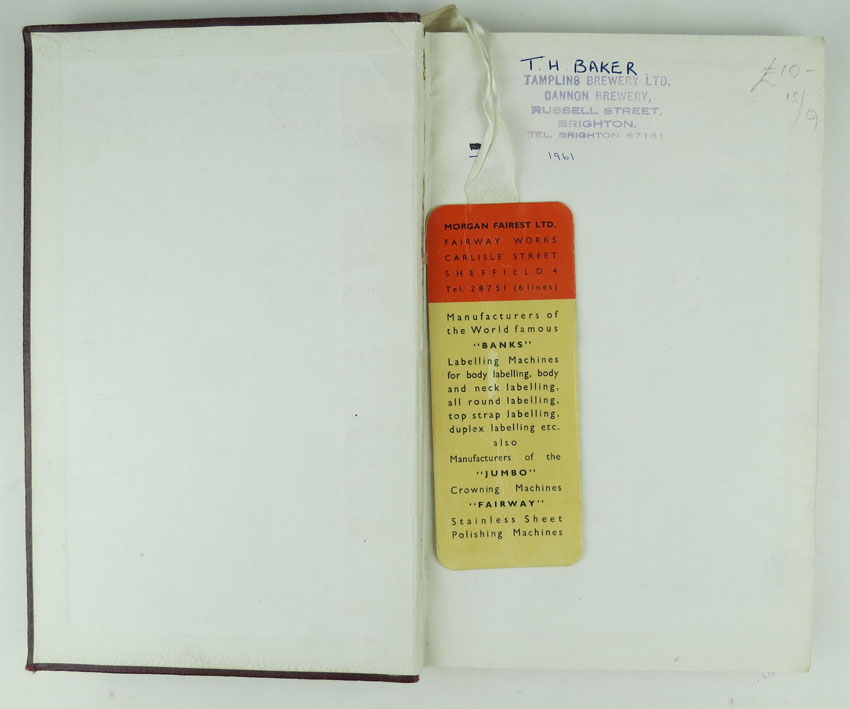 T. H. BAKER
TAMPLINS BREWERY LTD.
CANNON BREWERY,
RUSSELL STREET.
BRIGHTON.
TEL. BRIGHTON 67161
1961
£10-
15/9
MORGAN FAIREST LTD.
FAIRWAY WORKS
CARLISLE STREET
SHEFFIELD 4
Tel. 28751 (6 lines)
Manufacturers of
the World famous
"BANKS"
Labelling Machines
for body labelling, body
and neck labelling,
all round labelling,
top strap labelling,
duplex labelling etc.
also
Manufacturers of the
"JUMBO"
Crowning Machines
"FAIRWAY"
Stainless Sheet
Polishing Machines